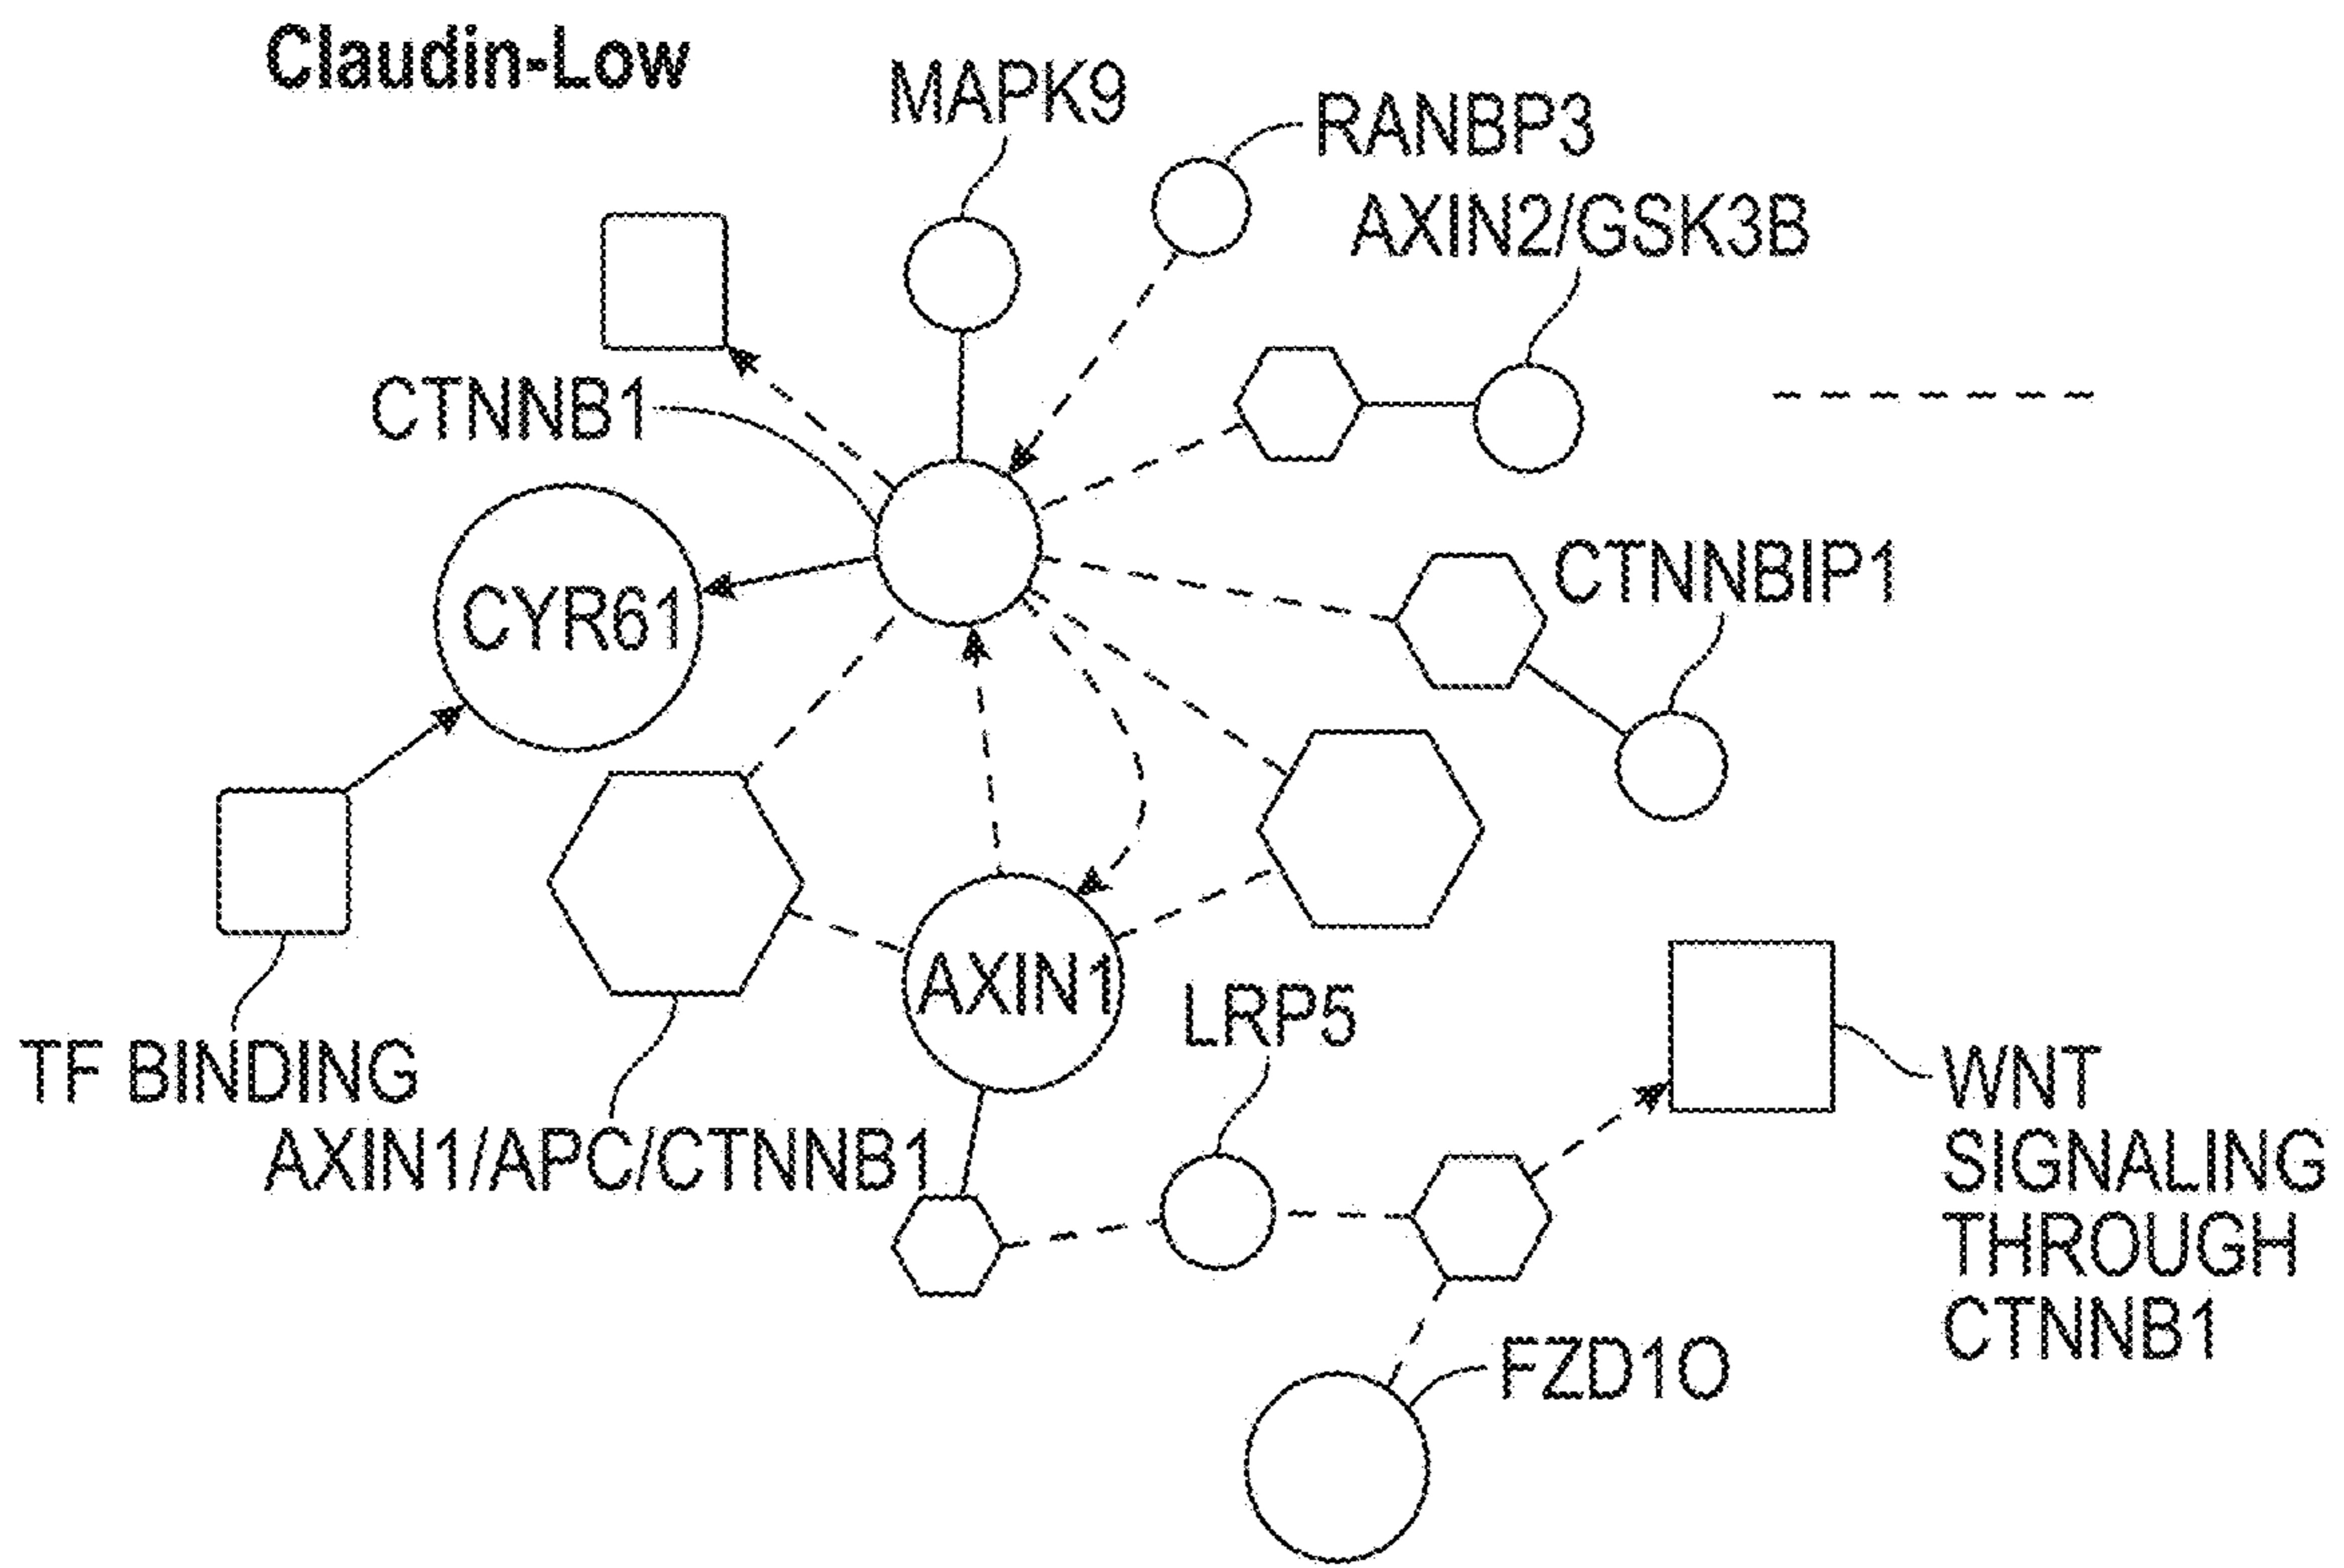 Claudin-Low
MAPK9
RANBP3
AXIN2/GSK3B
CTNNB1
CTNNBIP1
CYR61
AXIN1
LRP5
TF BINDING
AXIN1/APC/CTNNB1
WNT
SIGNALING
THROUGH
CTNNB1
FZD1O